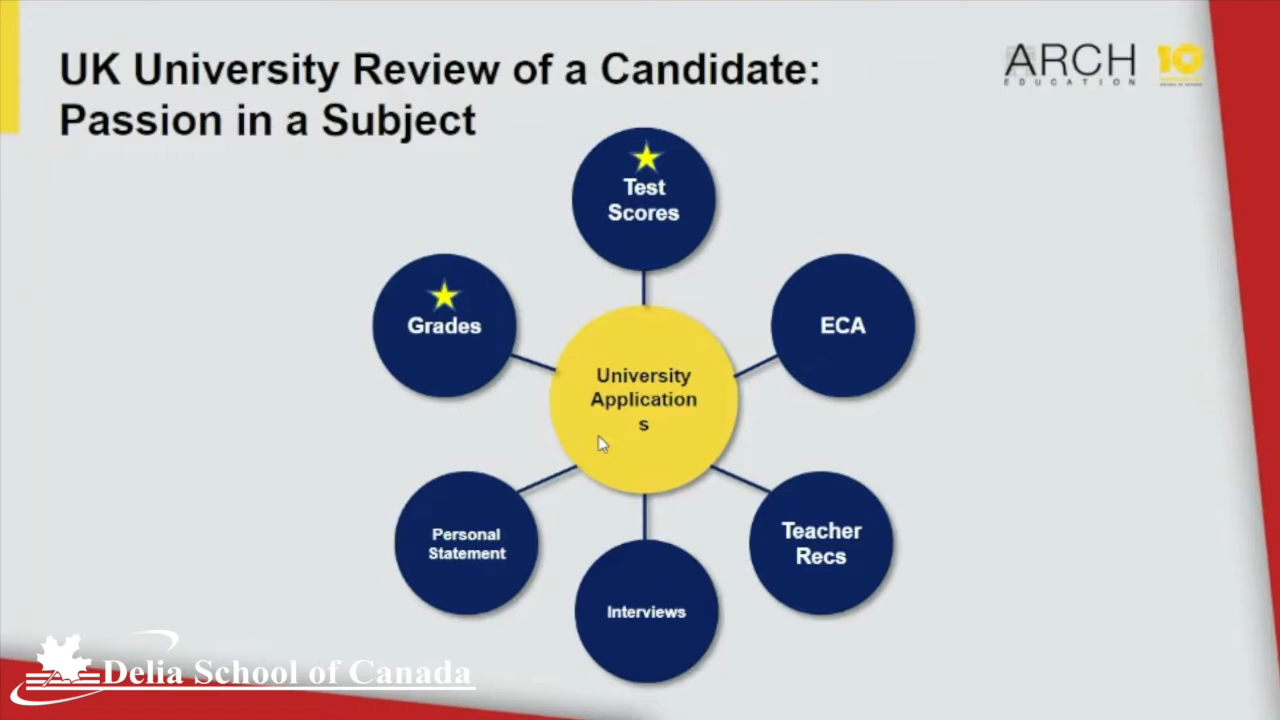 UK University Review of a Candidate:
Passion in a Subject
ARCH
EDUCATION
10
Test
Scores
Grades
ECA
University
Application
s
Personal
Statement
Interviews
Teacher
Recs
Delia School of Canada